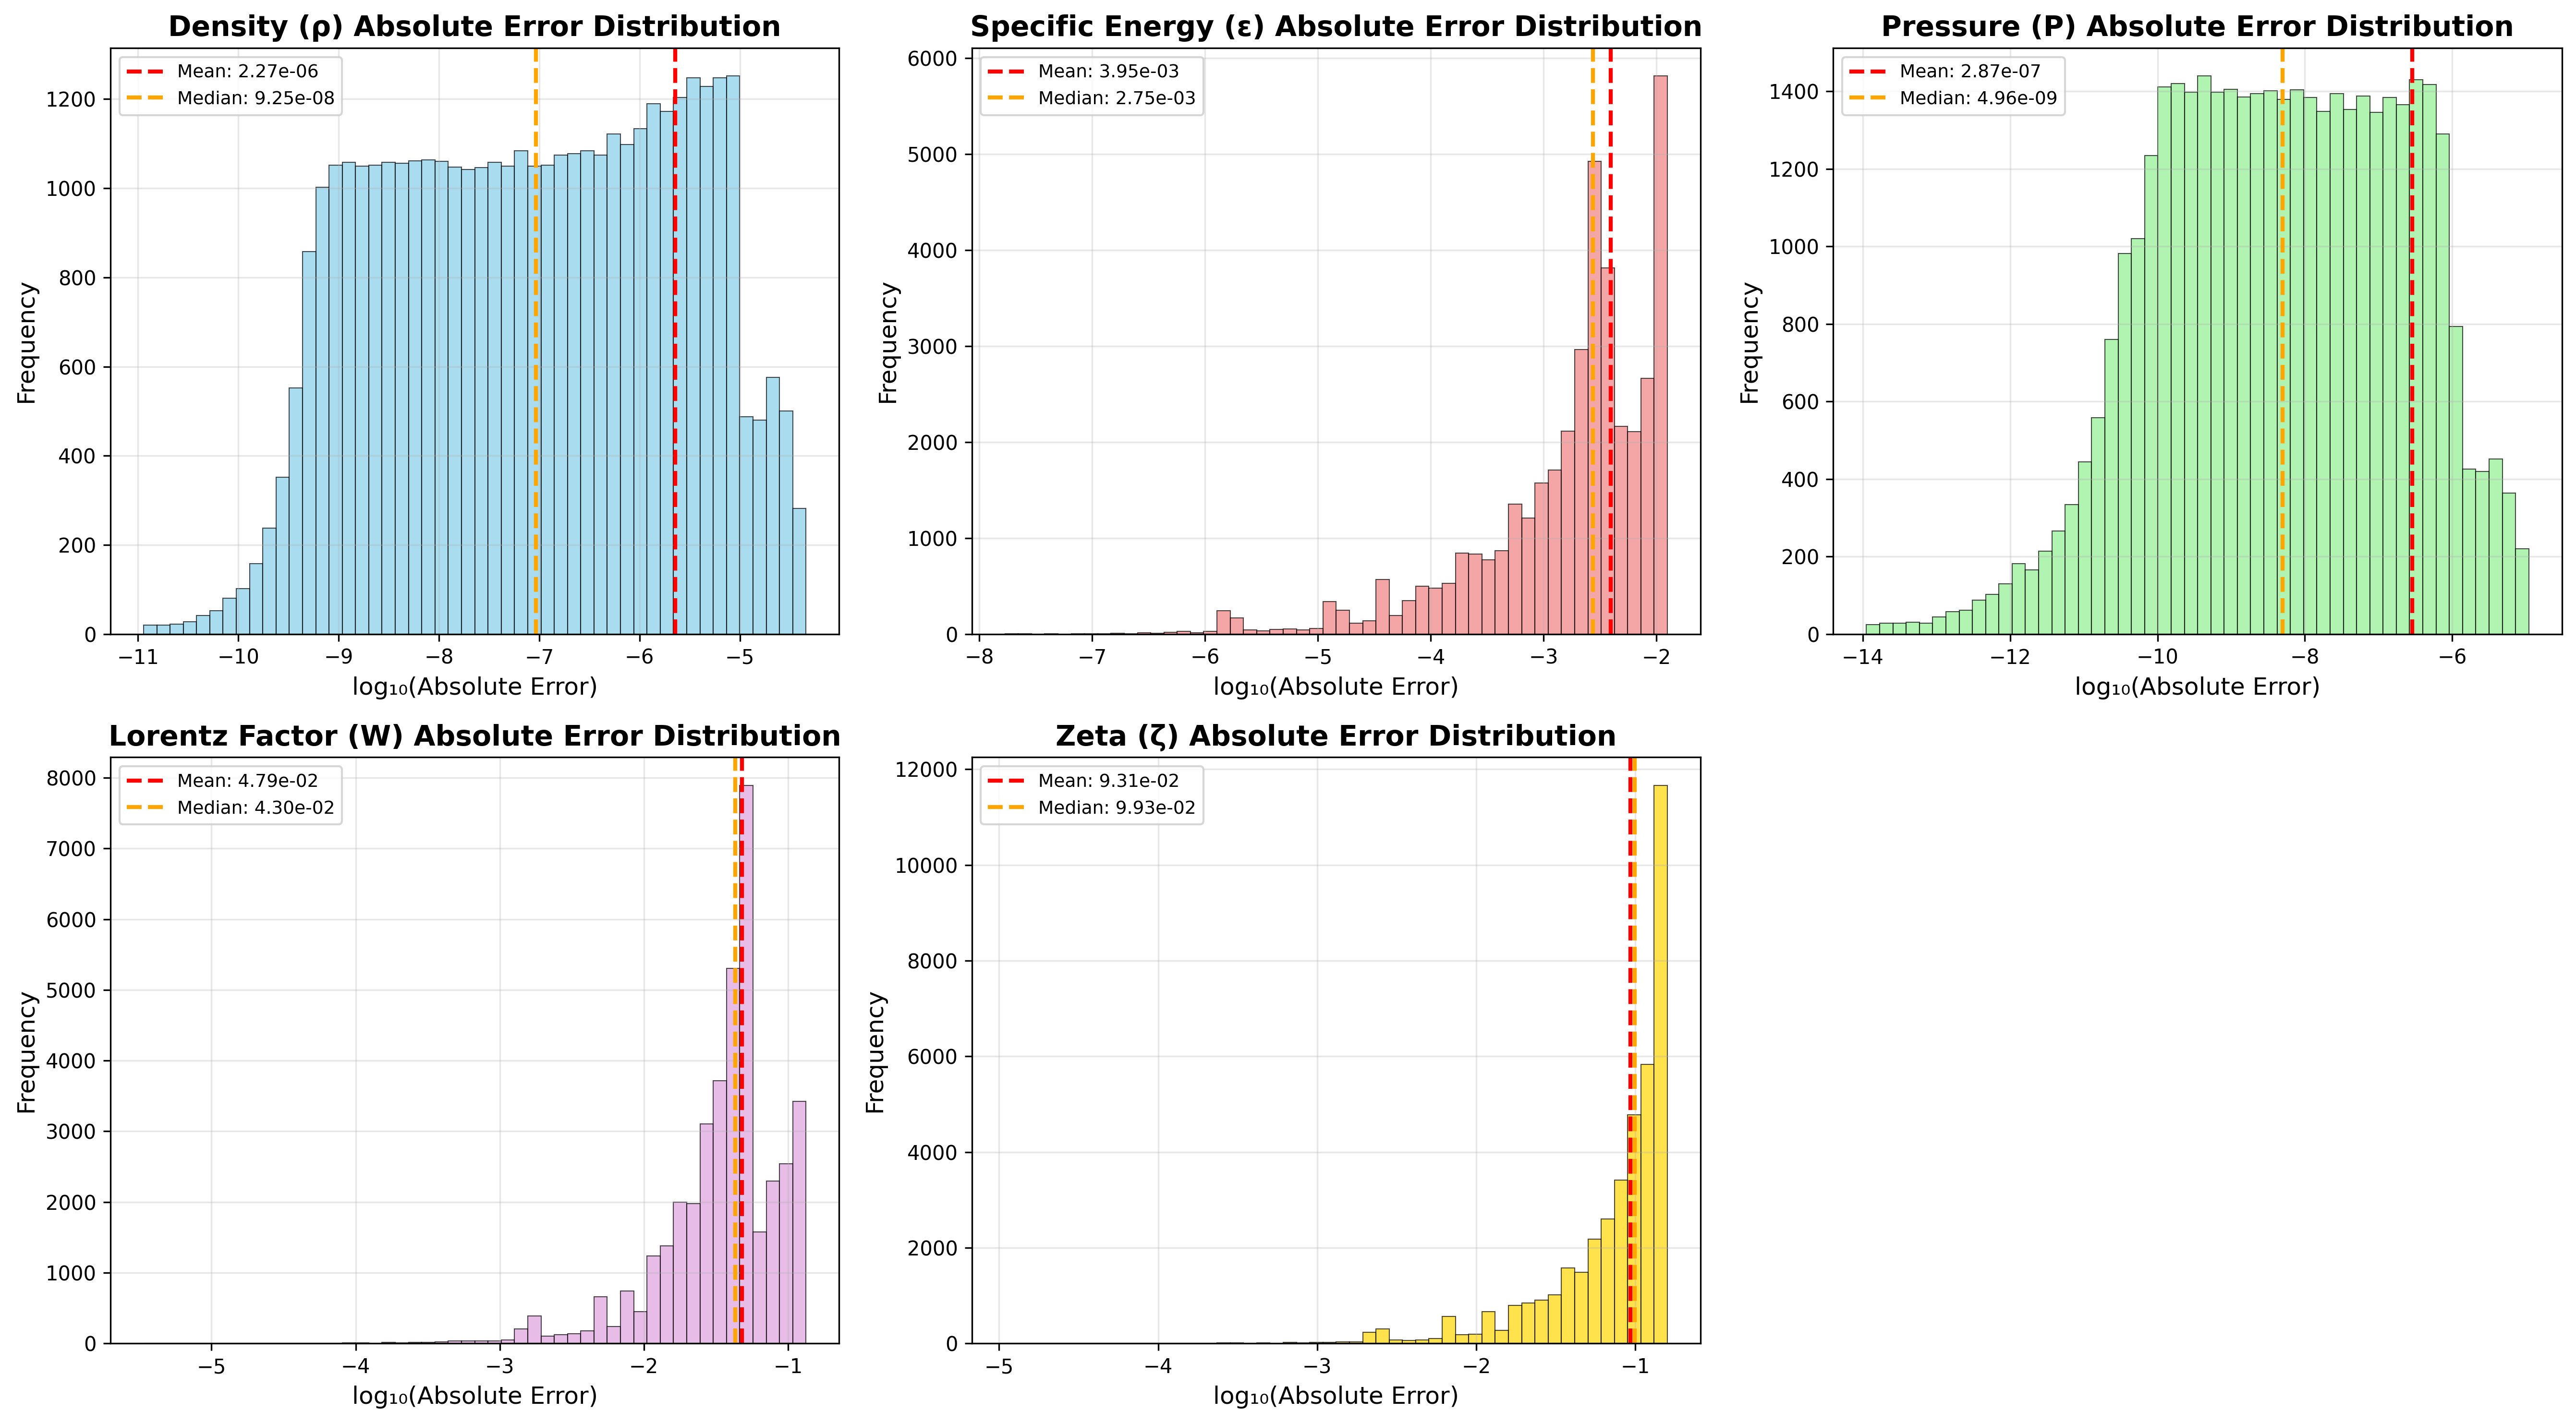 Density (ρ) Absolute Error Distribution
Mean: 2.27e-06
Median: 9.25e-08
Frequency
0
200
400
600
800
1000
1200
−11
−10
−9
−8
−7
−6
−5
log₁₀(Absolute Error)
Specific Energy (ε) Absolute Error Distribution
Mean: 3.95e-03
Median: 2.75e-03
Frequency
0
1000
2000
3000
4000
5000
6000
−8
−7
−6
−5
−4
−3
−2
log₁₀(Absolute Error)
Pressure (P) Absolute Error Distribution
Mean: 2.87e-07
Median: 4.96e-09
Frequency
0
200
400
600
800
1000
1200
1400
−14
−12
−10
−8
−6
log₁₀(Absolute Error)
Lorentz Factor (W) Absolute Error Distribution
Mean: 4.79e-02
Median: 4.30e-02
Frequency
0
1000
2000
3000
4000
5000
6000
7000
8000
−5
−4
−3
−2
−1
log₁₀(Absolute Error)
Zeta (ζ) Absolute Error Distribution
Mean: 9.31e-02
Median: 9.93e-02
Frequency
0
2000
4000
6000
8000
10000
12000
−5
−4
−3
−2
−1
log₁₀(Absolute Error)